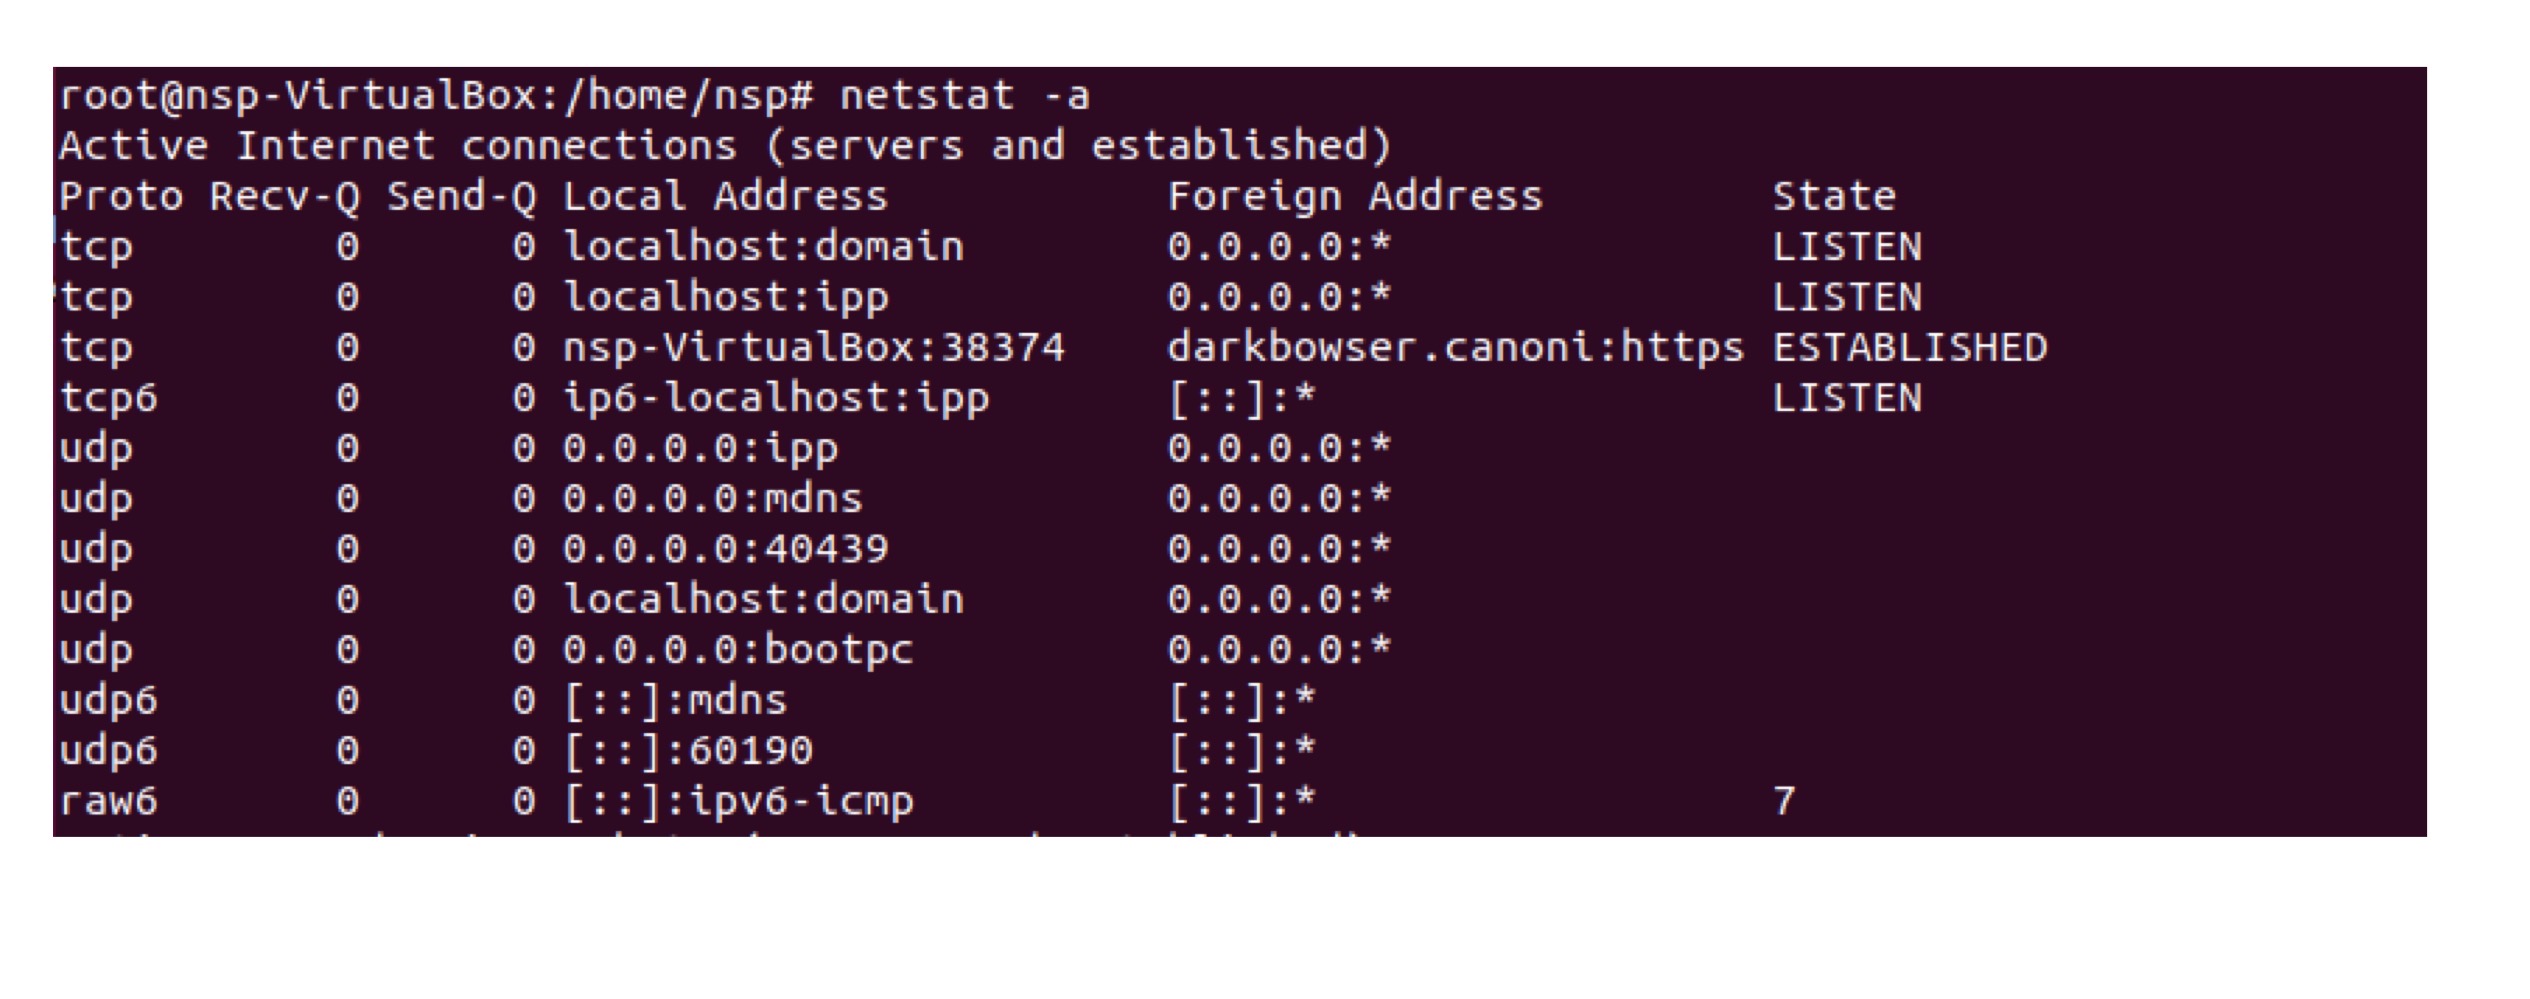 root@nsp-VirtualBox:/home/nsp# netstat -a
Active Internet connections (servers and established)
Proto Recv-Q Send-Q Local Address           Foreign Address         State
tcp        0      0 localhost:domain        0.0.0.0:*               LISTEN
tcp        0      0 localhost:ipp           0.0.0.0:*               LISTEN
tcp        0      0 nsp-VirtualBox:38374    darkbowser.canoni:https ESTABLISHED
tcp6       0      0 ip6-localhost:ipp       [::]:*                  LISTEN
udp        0      0 0.0.0.0:ipp             0.0.0.0:*
udp        0      0 0.0.0.0:mdns            0.0.0.0:*
udp        0      0 0.0.0.0:40439           0.0.0.0:*
udp        0      0 localhost:domain        0.0.0.0:*
udp        0      0 0.0.0.0:bootpc          0.0.0.0:*
udp6       0      0 [::]:mdns               [::]:*
udp6       0      0 [::]:60190              [::]:*
raw6       0      0 [::]:ipv6-icmp          [::]:*                  7